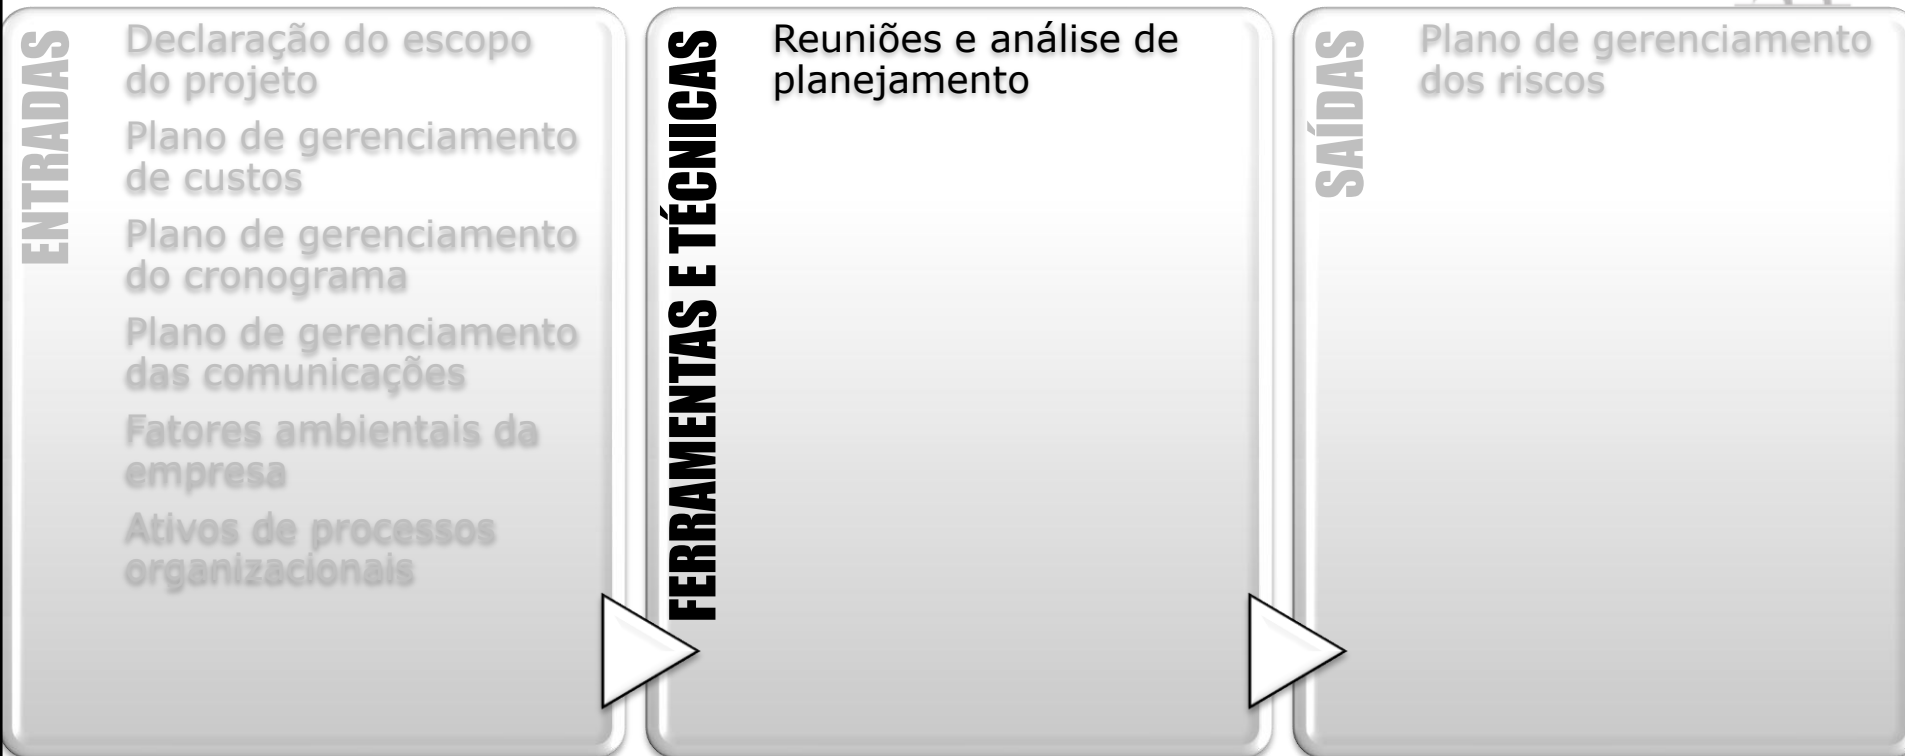 ENTRADAS
Declaração do escopo
do projeto
Plano de gerenciamento
de custos
Plano de gerenciamento
do cronograma
Plano de gerenciamento
das comunicações
Fatores ambientais da
empresa
Ativos de processos
organizacionais
FERRAMENTAS E TÉCNICAS
Reuniões e análise de
planejamento
SAÍDAS
Plano de gerenciamento
dos riscos